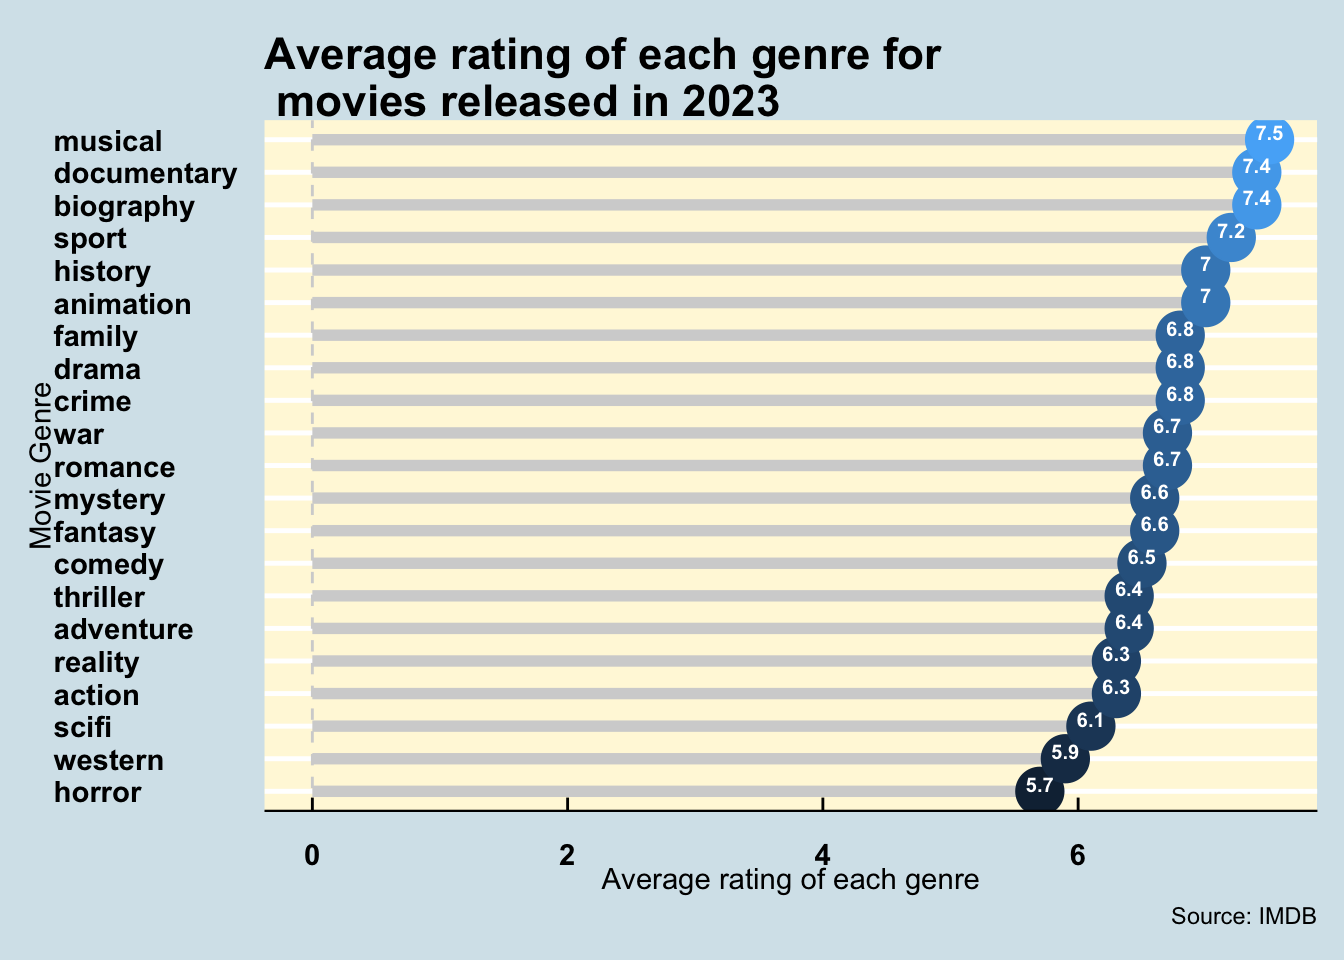 Average rating of each genre for
movies released in 2023
Movie Genre
musical 7.5
documentary 7.4
biography 7.4
sport 7.2
history 7
animation 7
family 6.8
drama 6.8
crime 6.8
war 6.7
romance 6.7
mystery 6.6
fantasy 6.6
comedy 6.5
thriller 6.4
adventure 6.4
reality 6.3
action 6.3
scifi 6.1
western 5.9
horror 5.7
0 2 4 6
Average rating of each genre
Source: IMDB